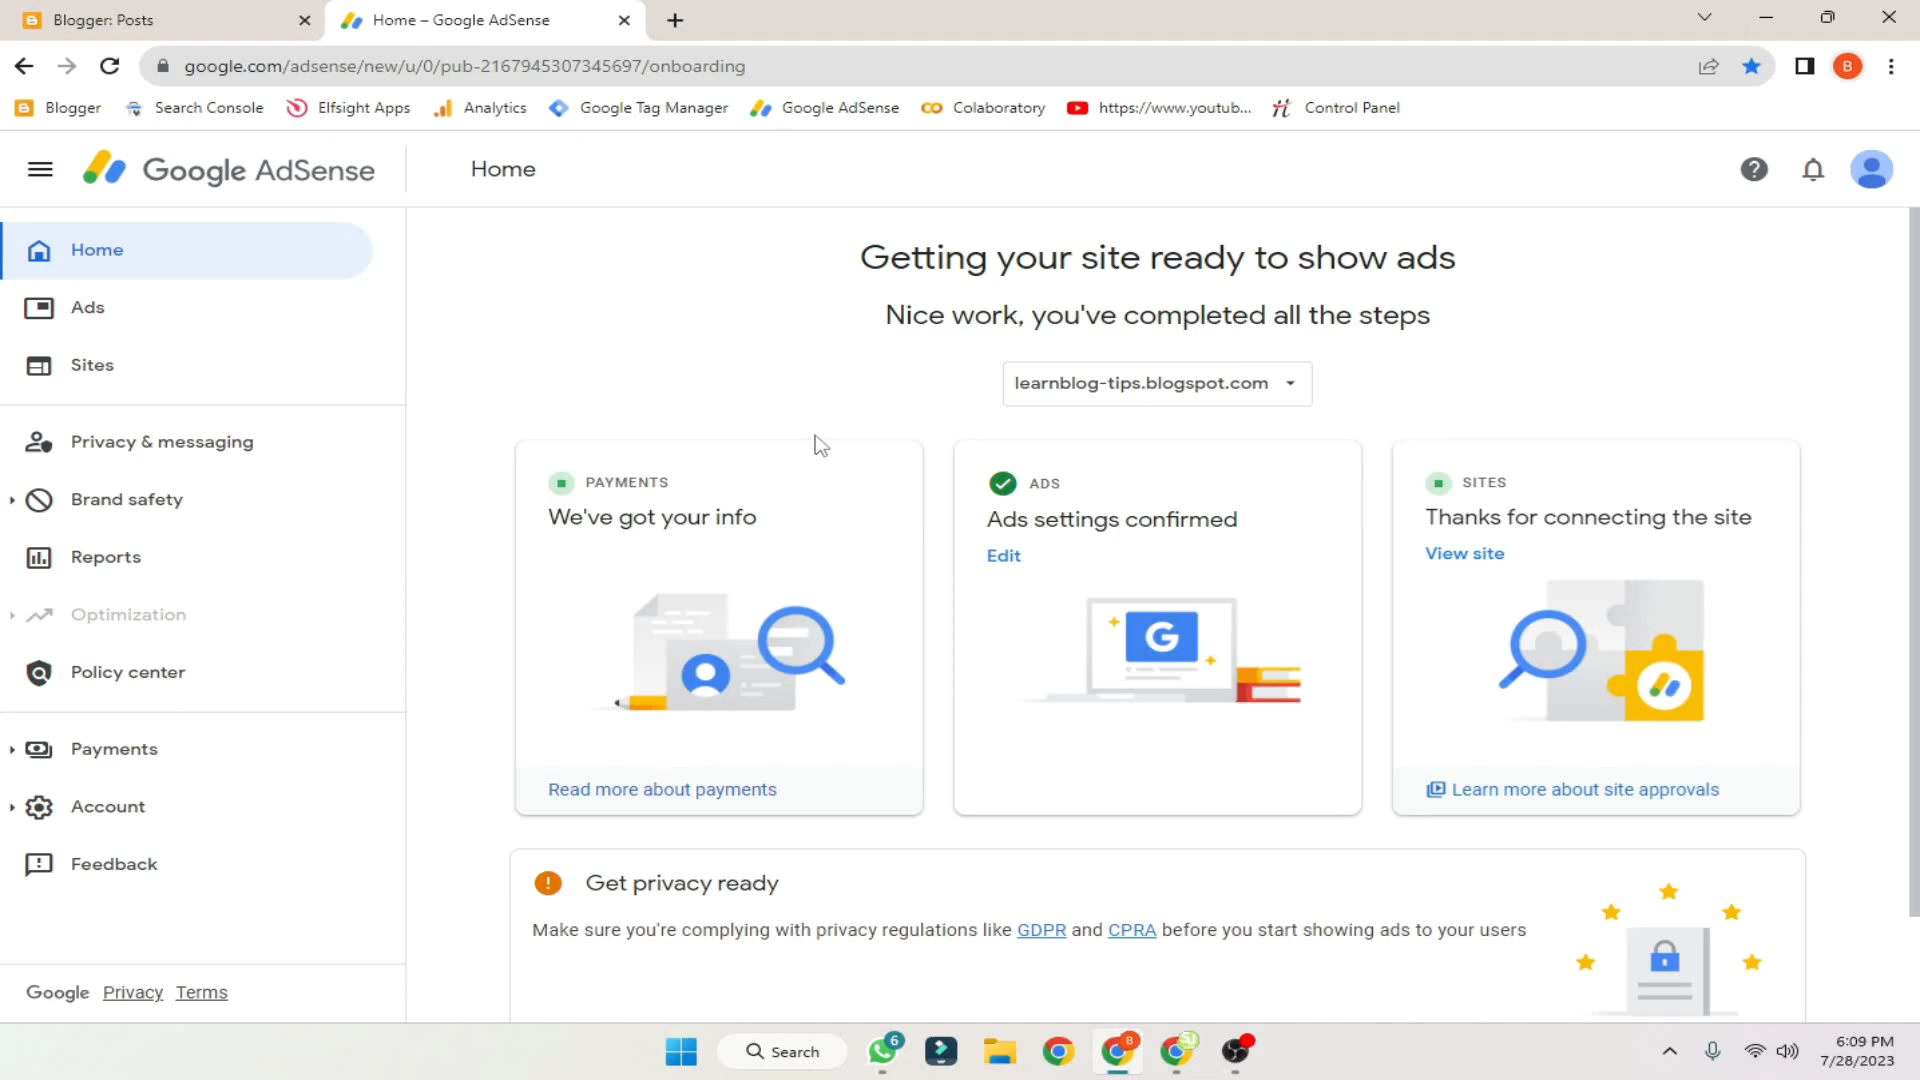 Blogger: Posts
Home – Google AdSense
google.com/adsense/new/u/0/pub-2167945307345697/onboarding
B
Blogger
Search Console
Elfsight Apps
Analytics
Google Tag Manager
Google AdSense
Colaboratory
https://www.youtub...
Control Panel
Google AdSense
Home
Home
Ads
Sites
Privacy & messaging
Brand safety
Reports
Optimization
Policy center
Payments
Account
Feedback
Google Privacy Terms
Getting your site ready to show ads
Nice work, you've completed all the steps
learnblog-tips.blogspot.com
PAYMENTS
We've got your info
Read more about payments
ADS
Ads settings confirmed
Edit
G
SITES
Thanks for connecting the site
View site
Learn more about site approvals
Get privacy ready
Make sure you're complying with privacy regulations like GDPR and CPRA before you start showing ads to your users
Search
6
B
6:09 PM
7/28/2023